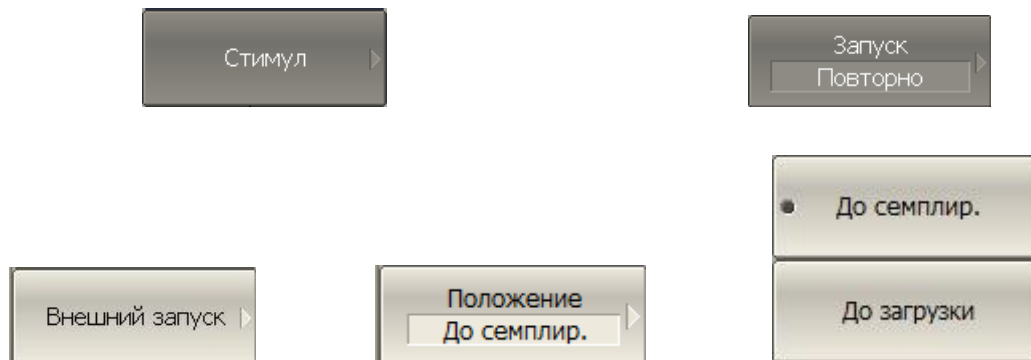 Стимул
Запуск
Повторно
До семплир.
Внешний запуск
Положение
До семплир.
До загрузки